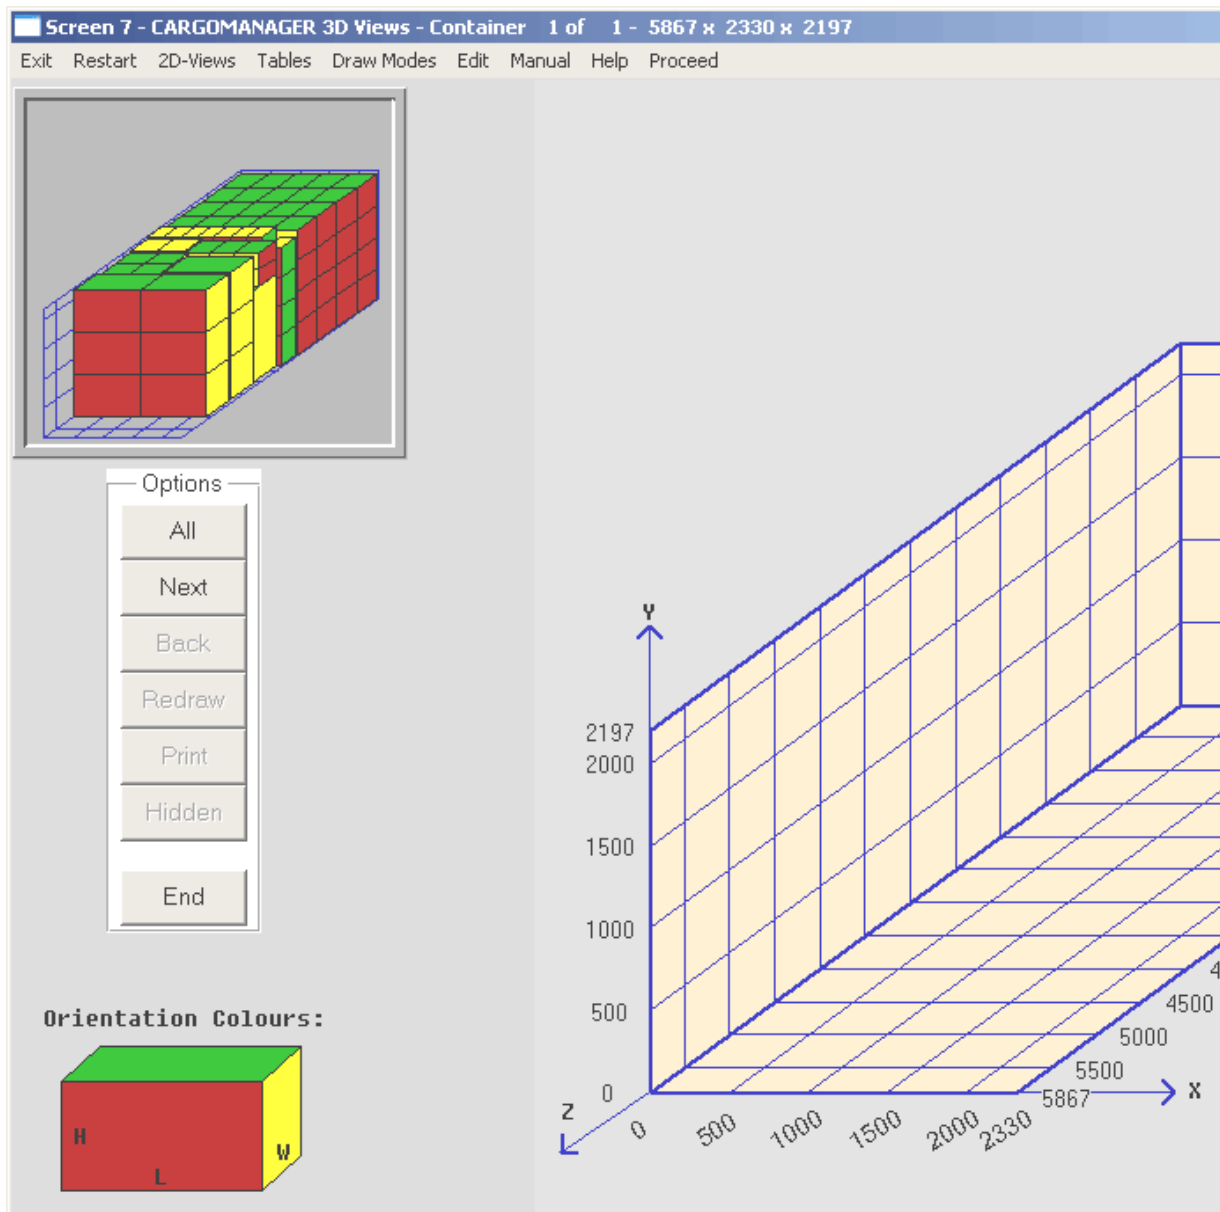 Screen 7 - CARGOMANAGER 3D Views - Container 1 of 1 - 5867 x 2330 x 2197
Exit Restart 2D-Views Tables Draw Modes Edit Manual Help Proceed
Options
All
Next
Back
Redraw
Print
Hidden
End
Orientation Colours:
H
L
W
Y
2197
2000
1500
1000
500
0
Z
0
500
1000
1500
2000
2330
5867
5500
5000
4500
4
X